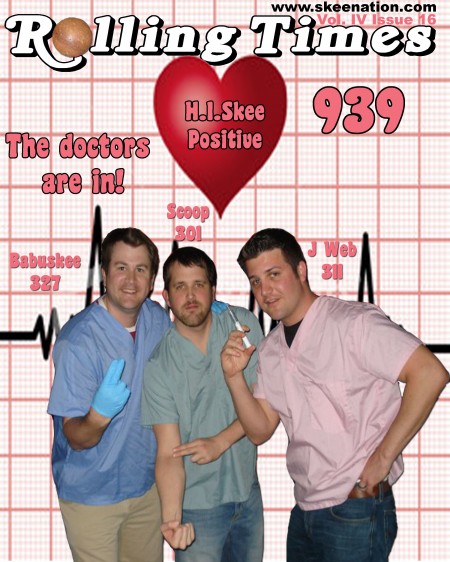 www.skeenation.com
Vol. IV Issue 16
Rolling Times
H.I.Skee
Positive
939
The doctors
are in!
Scoop
301
Babuskee
327
J Web
311